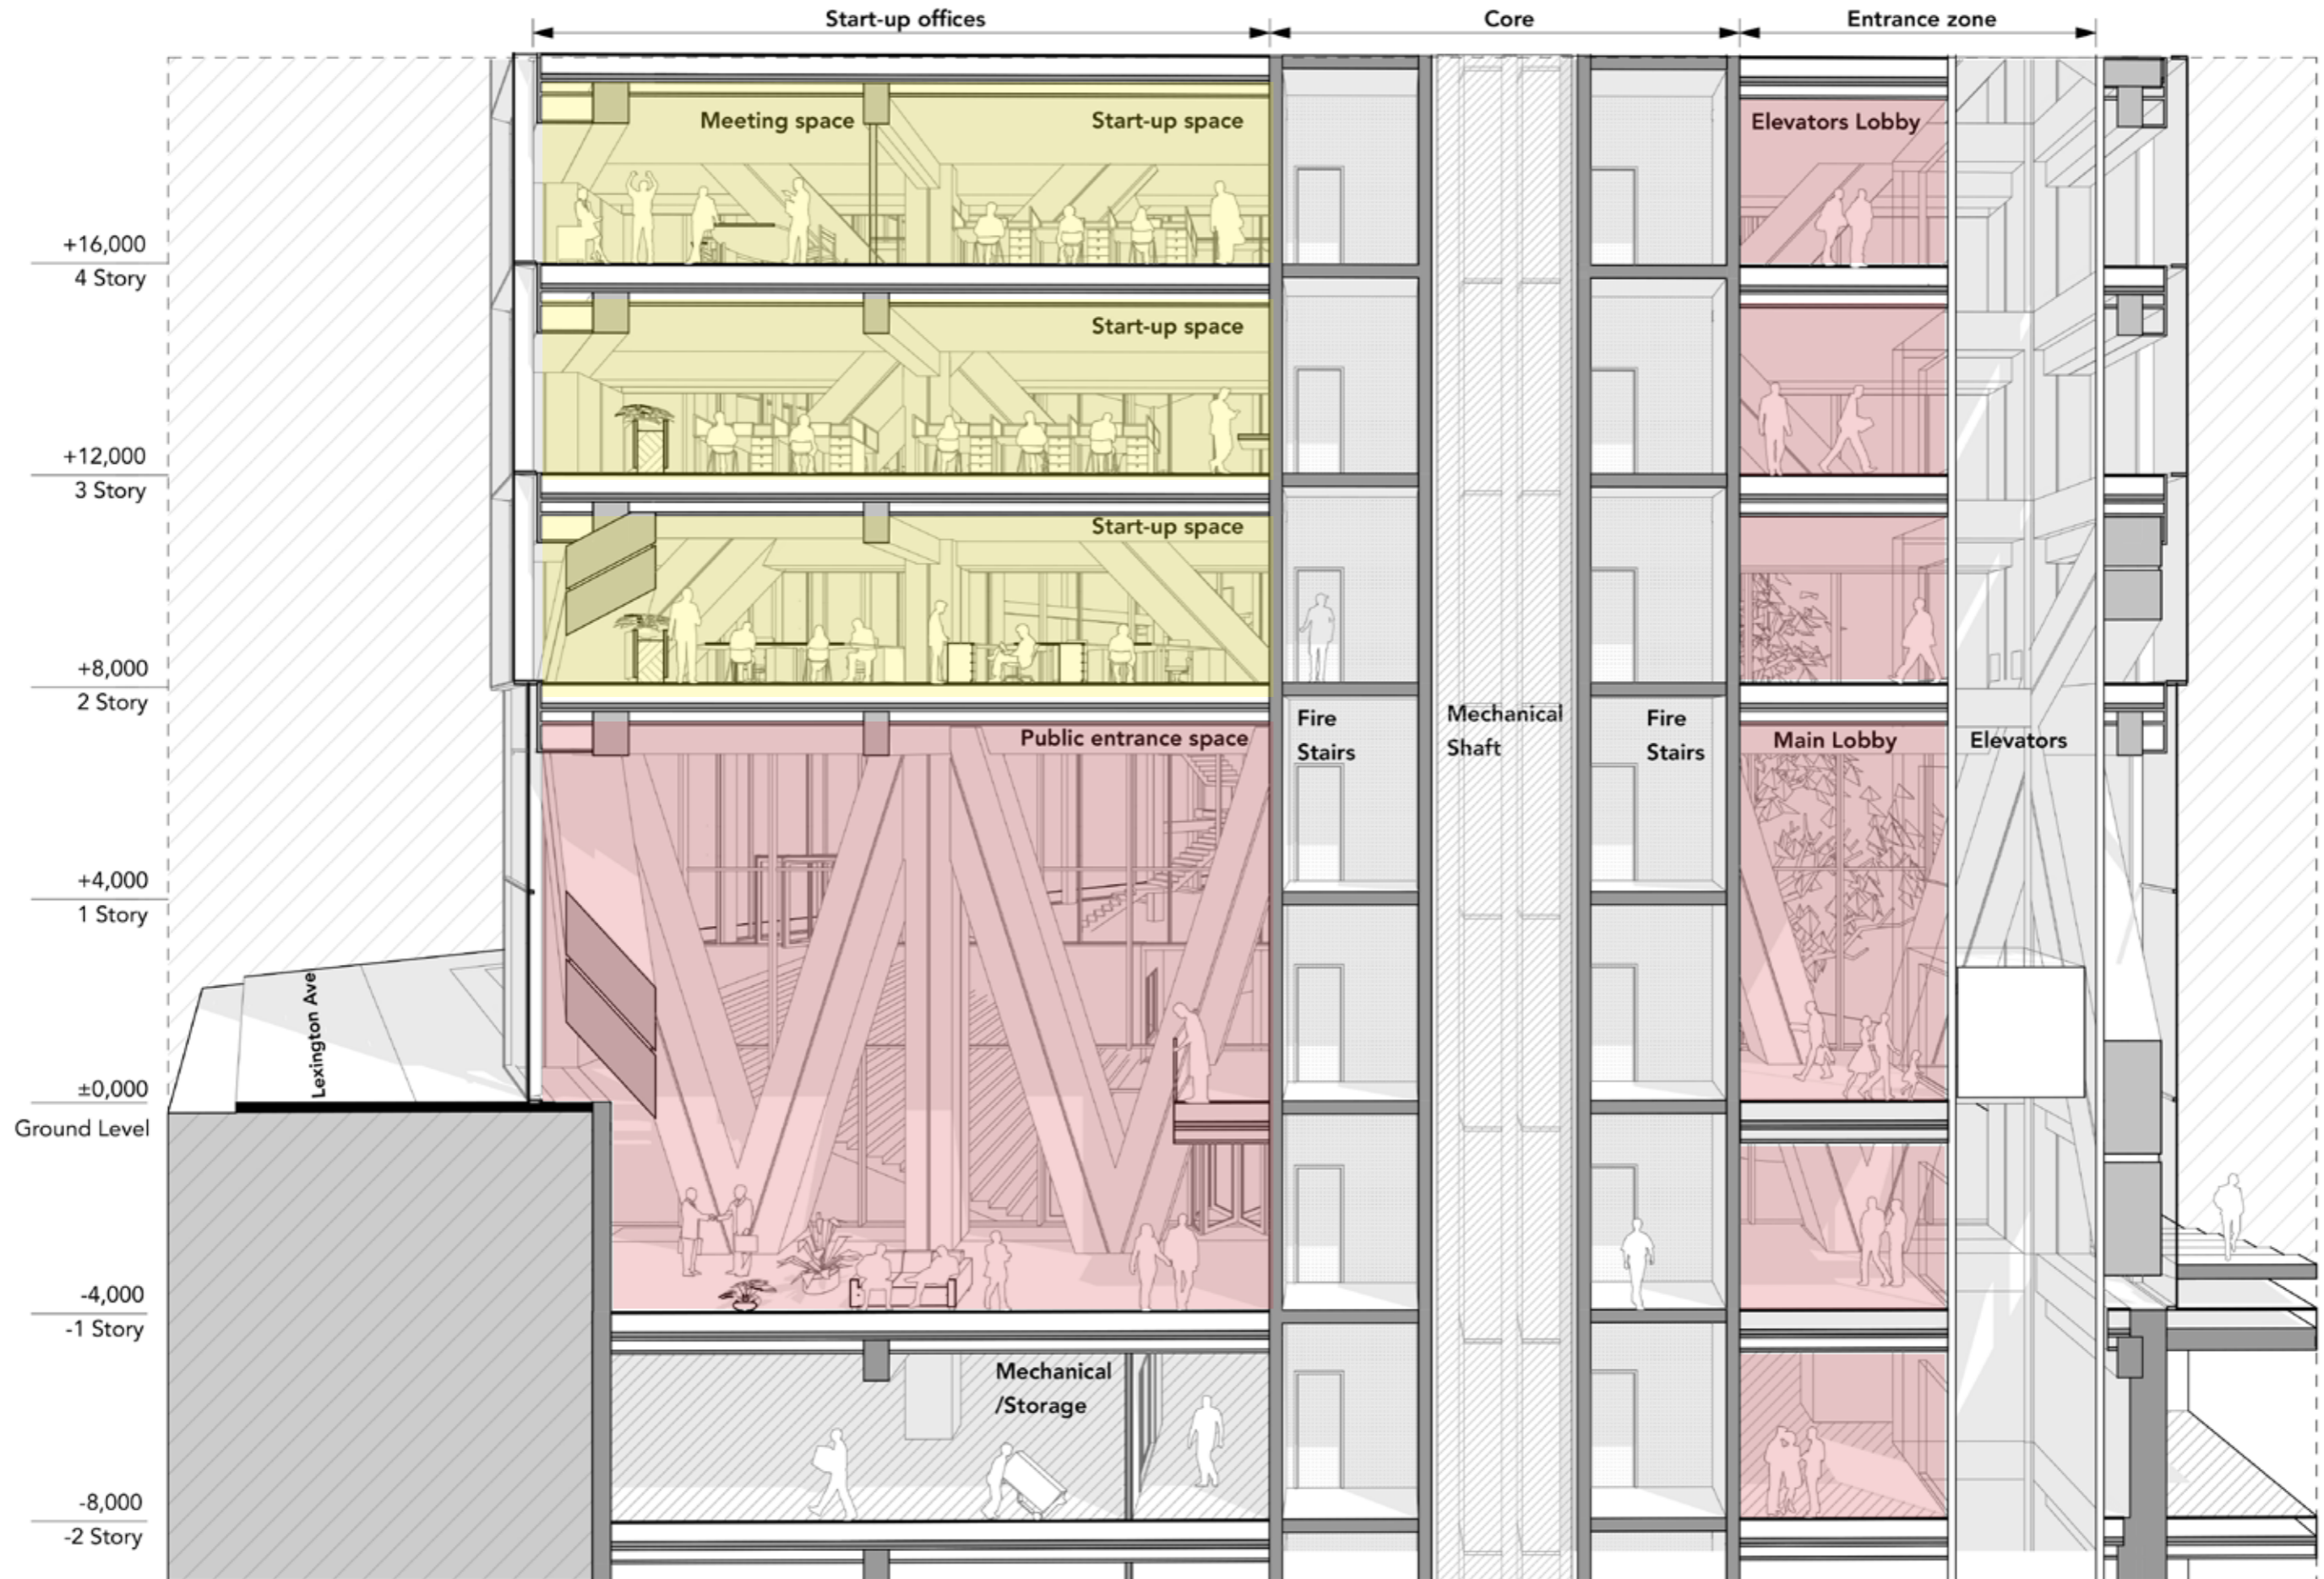 Start-up offices
Core
Entrance zone
Meeting space
Start-up space
Elevators Lobby
+16,000
4 Story
Start-up space
+12,000
3 Story
Start-up space
+8,000
2 Story
Public entrance space
Fire
Stairs
Mechanical
Shaft
Fire
Stairs
Main Lobby
Elevators
+4,000
1 Story
Lexington Ave
±0,000
Ground Level
-4,000
-1 Story
Mechanical
/Storage
-8,000
-2 Story